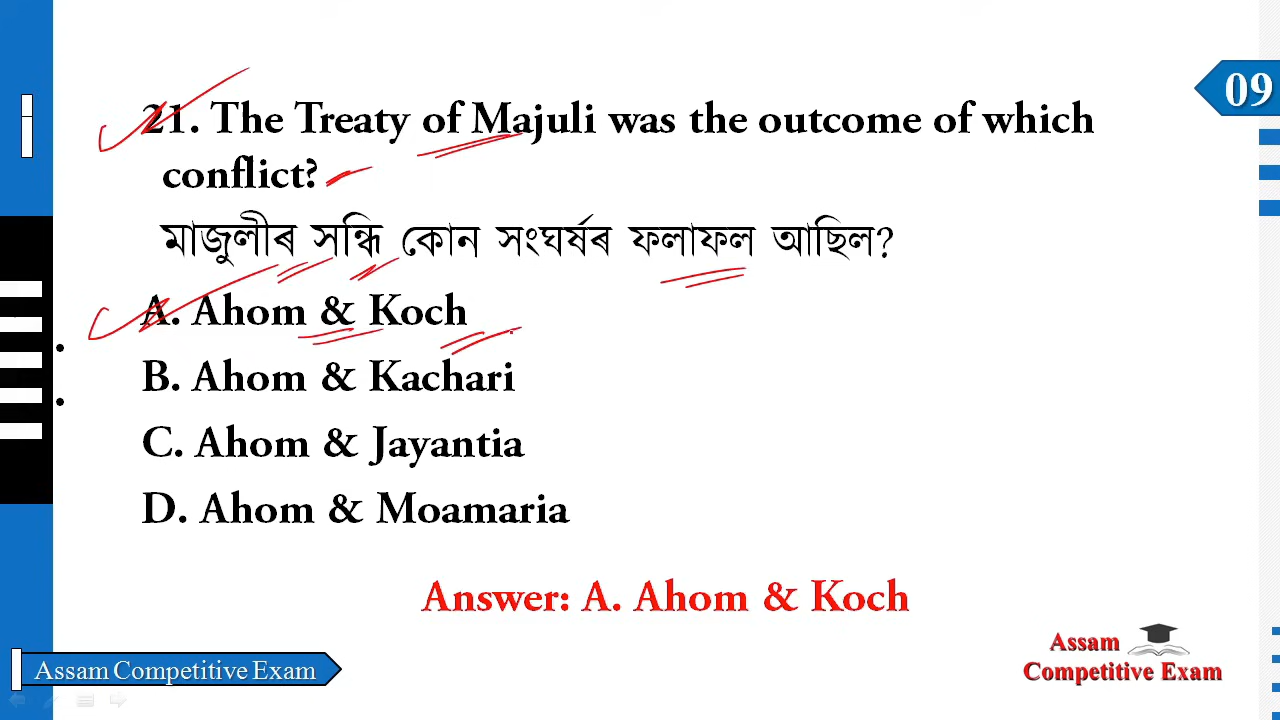 09
21. The Treaty of Majuli was the outcome of which
conflict?
মাজুলীৰ সন্ধি কোন সংঘৰ্ষৰ ফলাফল আছিল?
A. Ahom & Koch
B. Ahom & Kachari
C. Ahom & Jayantia
D. Ahom & Moamaria
Answer: A. Ahom & Koch
Assam Competitive Exam
Assam
Competitive Exam